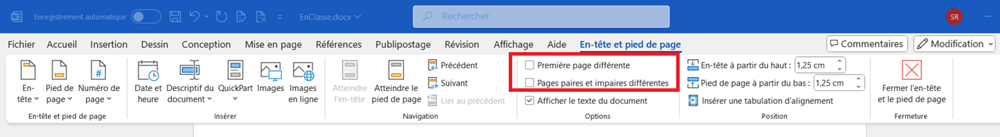 Enregistrement automatique
EnClasse.docx
Rechercher
SR
Fichier Accueil Insertion Dessin Conception Mise en page Références Publipostage Révision Affichage Aide En-tête et pied de page
Commentaires
Modification
En-tête
Pied de page
Numéro de page
En-tête et pied de page
Date et heure
Descriptif du document
QuickPart
Images
Images en ligne
Insérer
Atteindre l'en-tête
Atteindre le pied de page
Précédent
Suivant
Lier au précédent
Navigation
Première page différente
Pages paires et impaires différentes
Afficher le texte du document
Options
En-tête à partir du haut : 1,25 cm
Pied de page à partir du bas : 1,25 cm
Insérer une tabulation d'alignement
Position
Fermer l'en-tête et le pied de page
Fermeture